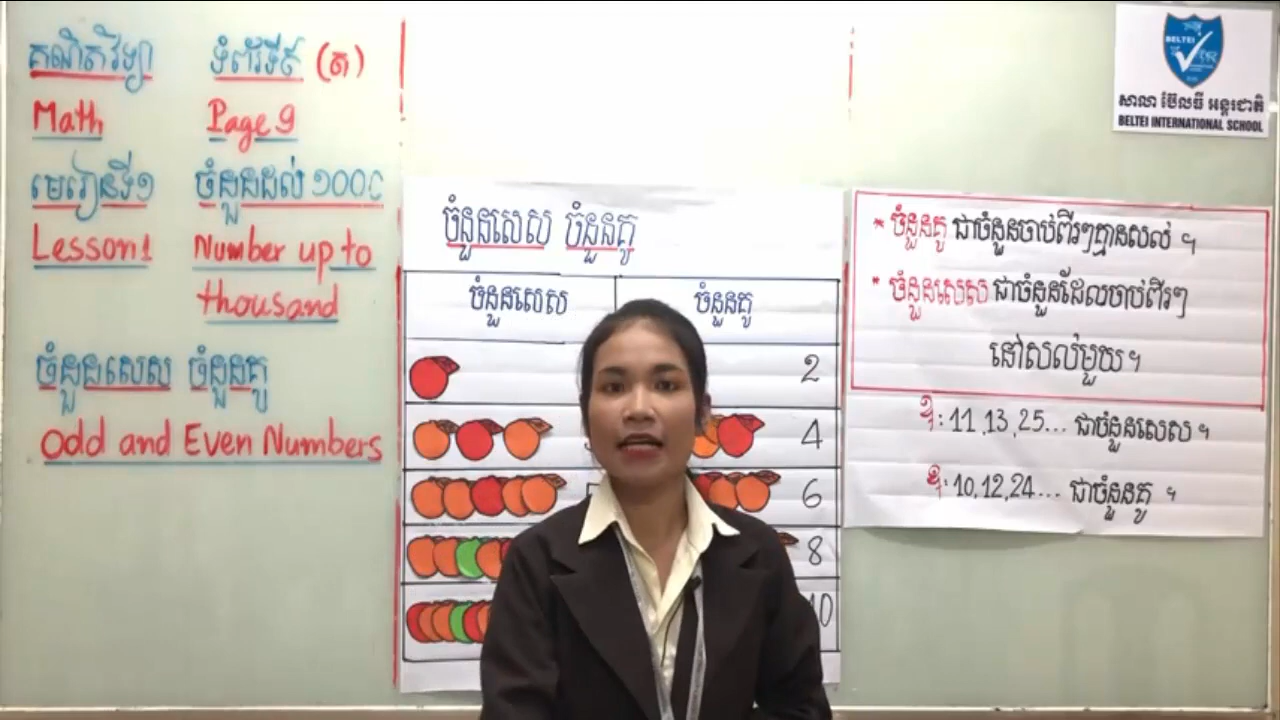 គណិតវិទ្យា ទំព័រទី៩ (ត)
Math Page 9
មេរៀនទី១ ចំនួនដល់ ១០០០
Lesson 1 Number up to
thousand
ចំនួនសេស ចំនួនគូ
Odd and Even Numbers
ចំនួនសេស ចំនួនគូ
ចំនួនសេស ចំនួនគូ
2
4
6
8
10
* ចំនួនគូ ជាចំនួនចាប់ពីរៗគ្មានសល់ ។
* ចំនួនសេស ជាចំនួនដែលចាប់ពីរៗ
នៅសល់មួយ។
ឧ: 11,13,25... ជាចំនួនសេស។
ឧ: 10,12,24... ជាចំនួនគូ ។
BELTEI
សាលា ប៊ែលធី អន្តរជាតិ
BELTEI INTERNATIONAL SCHOOL